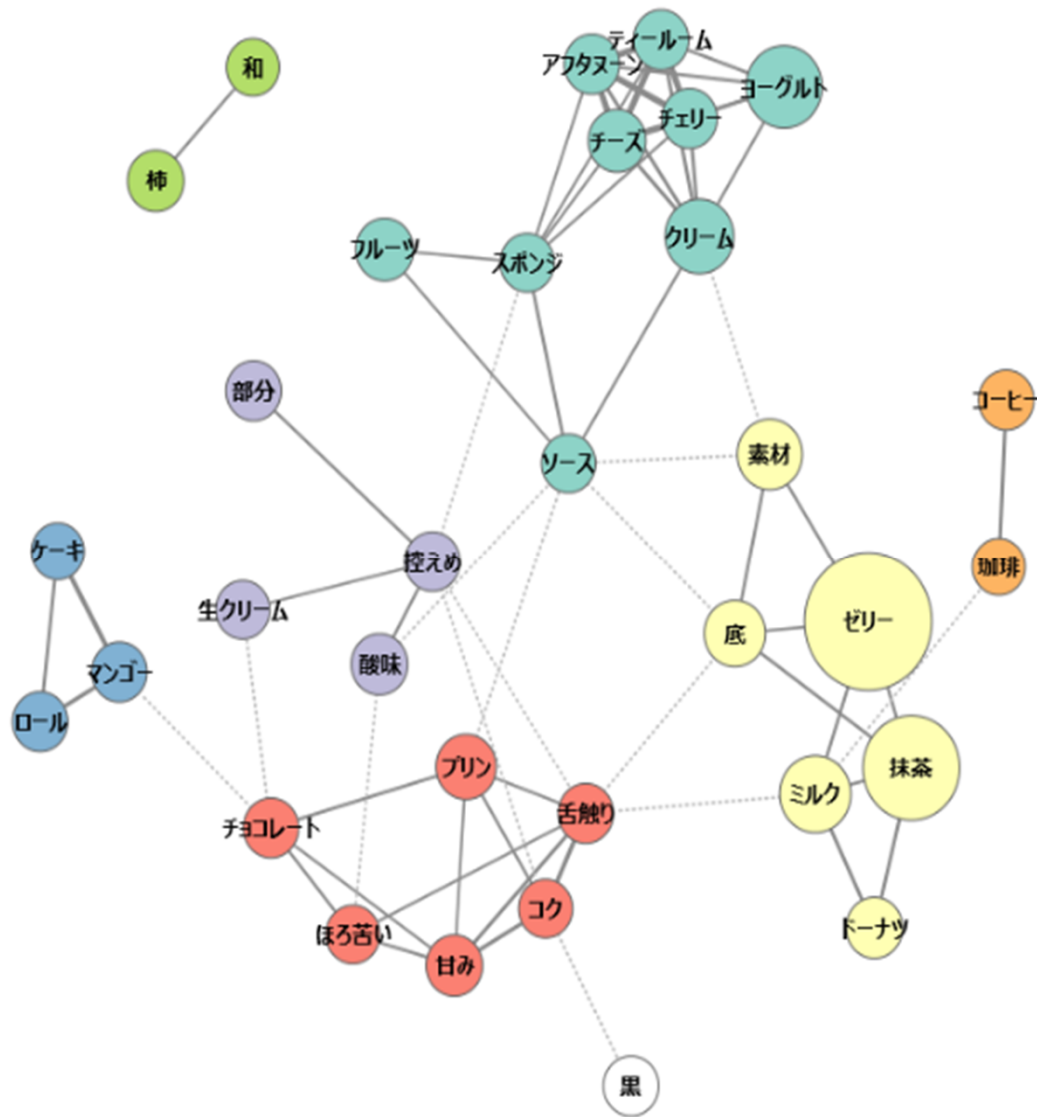 ティールーム
和
アフタヌーン
ヨーグルト
チェリー
チーズ
柿
クリーム
フルーツ
スポンジ
部分
コーヒー
素材
ソース
ケーキ
控えめ
珈琲
生クリーム
ゼリー
底
酸味
マンゴー
ロール
プリン
抹茶
ミルク
舌触り
チョコレート
コク
ほろ苦い
ドーナツ
甘み
黒